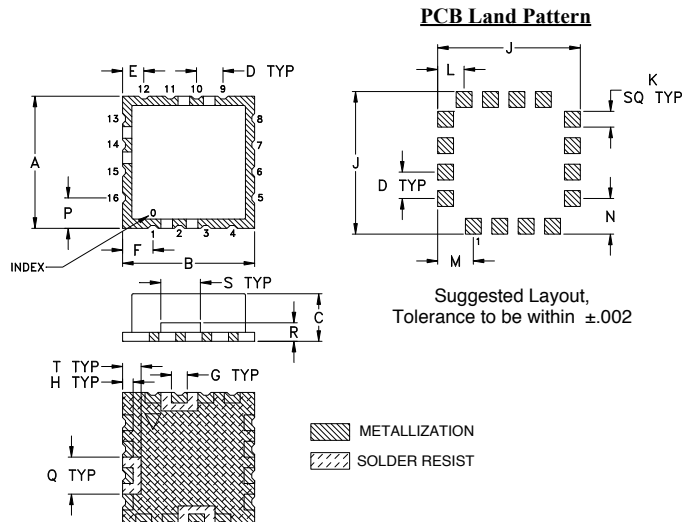 PCB Land Pattern
J
L
K
SQ TYP
J
D TYP
N
M
1
Suggested Layout,
Tolerance to be within ±.002
E
D TYP
12 11 10 9
13
14
15
16
8
7
6
5
A
P
0
1 2 3 4
F
INDEX
B
S TYP
C
R
T TYP
H TYP
G TYP
Q TYP
METALLIZATION
SOLDER RESIST